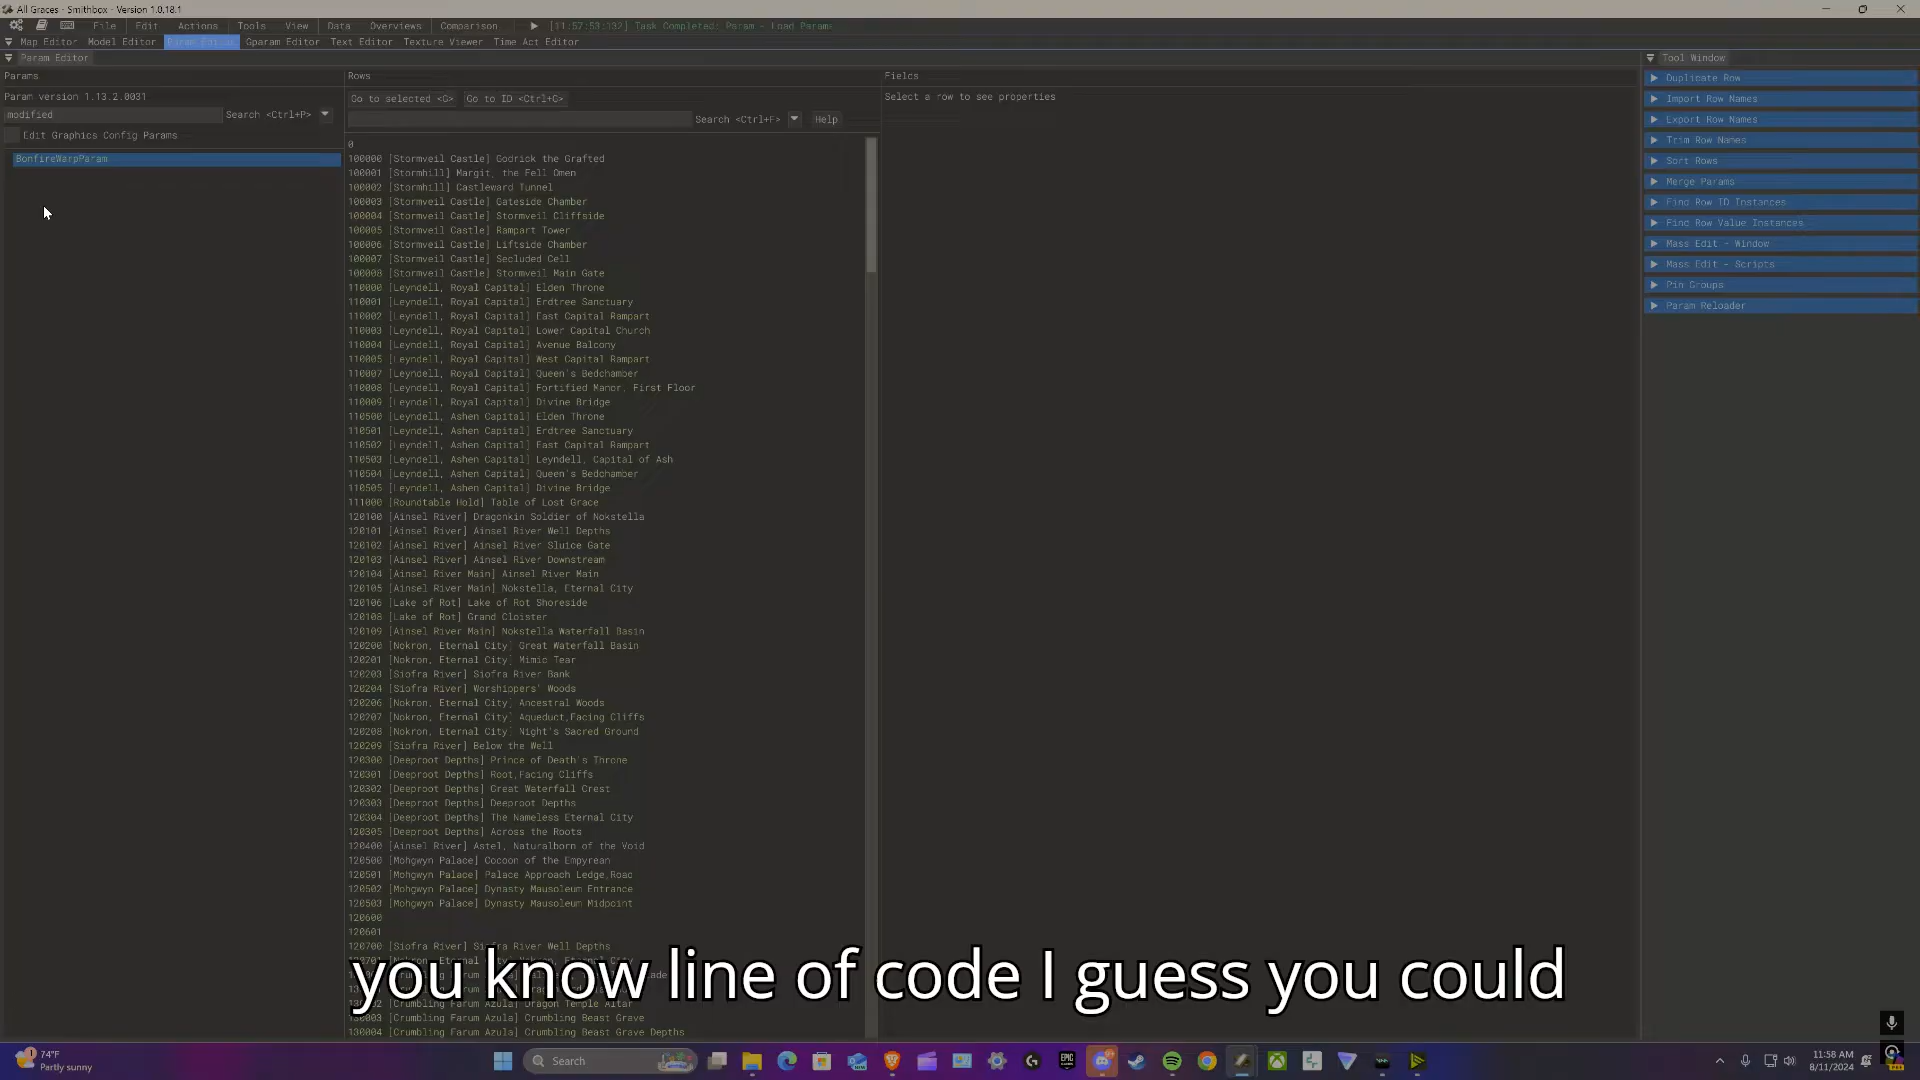 All Graces - Smithbox - Version 1.0.18.1
File Edit Actions Tools View Data Overviews Comparison [11:57:53:332] Task Completed: Param - Load Params
Map Editor Model Editor Param Editor Gparam Editor Text Editor Texture Viewer Time Act Editor
Param Editor
Tool Window
Params
Rows
Fields
Param version 1.13.2.0031
Go to selected <G> Go to ID <Ctrl+G>
Select a row to see properties
modified Search <Ctrl+P>
Search <Ctrl+F> Help
Edit Graphics Config Params
BonfireWarpParam
0
100000 [Stormveil Castle] Godrick the Grafted
100001 [Stormhill] Margit, the Fell Omen
100002 [Stormhill] Castleward Tunnel
100003 [Stormveil Castle] Gateside Chamber
100004 [Stormveil Castle] Stormveil Cliffside
100005 [Stormveil Castle] Rampart Tower
100006 [Stormveil Castle] Liftside Chamber
100007 [Stormveil Castle] Secluded Cell
100008 [Stormveil Castle] Stormveil Main Gate
110000 [Leyndell, Royal Capital] Elden Throne
110001 [Leyndell, Royal Capital] Erdtree Sanctuary
110002 [Leyndell, Royal Capital] East Capital Rampart
110003 [Leyndell, Royal Capital] Lower Capital Church
110004 [Leyndell, Royal Capital] Avenue Balcony
110005 [Leyndell, Royal Capital] West Capital Rampart
110007 [Leyndell, Royal Capital] Queen's Bedchamber
110008 [Leyndell, Royal Capital] Fortified Manor, First Floor
110009 [Leyndell, Royal Capital] Divine Bridge
110500 [Leyndell, Ashen Capital] Elden Throne
110501 [Leyndell, Ashen Capital] Erdtree Sanctuary
110502 [Leyndell, Ashen Capital] East Capital Rampart
110503 [Leyndell, Ashen Capital] Leyndell, Capital of Ash
110504 [Leyndell, Ashen Capital] Queen's Bedchamber
110505 [Leyndell, Ashen Capital] Divine Bridge
111000 [Roundtable Hold] Table of Lost Grace
120100 [Ainsel River] Dragonkin Soldier of Nokstella
120101 [Ainsel River] Ainsel River Well Depths
120102 [Ainsel River] Ainsel River Sluice Gate
120103 [Ainsel River] Ainsel River Downstream
120104 [Ainsel River Main] Ainsel River Main
120105 [Ainsel River Main] Nokstella, Eternal City
120106 [Lake of Rot] Lake of Rot Shoreside
120108 [Lake of Rot] Grand Cloister
120109 [Ainsel River Main] Nokstella Waterfall Basin
120200 [Nokron, Eternal City] Great Waterfall Basin
120201 [Nokron, Eternal City] Mimic Tear
120203 [Siofra River] Siofra River Bank
120204 [Siofra River] Worshippers' Woods
120206 [Nokron, Eternal City] Ancestral Woods
120207 [Nokron, Eternal City] Aqueduct,Facing Cliffs
120208 [Nokron, Eternal City] Night's Sacred Ground
120209 [Siofra River] Below the Well
120300 [Deeproot Depths] Prince of Death's Throne
120301 [Deeproot Depths] Root,Facing Cliffs
120302 [Deeproot Depths] Great Waterfall Crest
120303 [Deeproot Depths] Deeproot Depths
120304 [Deeproot Depths] The Nameless Eternal City
120305 [Deeproot Depths] Across the Roots
120400 [Ainsel River] Astel, Naturalborn of the Void
120500 [Mohgwyn Palace] Cocoon of the Empyrean
120501 [Mohgwyn Palace] Palace Approach Ledge,Road
120502 [Mohgwyn Palace] Dynasty Mausoleum Entrance
120503 [Mohgwyn Palace] Dynasty Mausoleum Midpoint
120600
120601
120700 [Siofra River] Siofra River Well Depths
[Crumbling Farum Azula] Dragon Temple Altar
130003 [Crumbling Farum Azula] Crumbling Beast Grave
130004 [Crumbling Farum Azula] Crumbling Beast Grave Depths
Duplicate Row
Import Row Names
Export Row Names
Trim Row Names
Sort Rows
Merge Params
Find Row ID Instances
Find Row Value Instances
Mass Edit - Window
Mass Edit - Scripts
Pin Groups
Param Reloader
you know line of code I guess you could
74°F
Partly sunny
Search
11:58 AM
8/11/2024